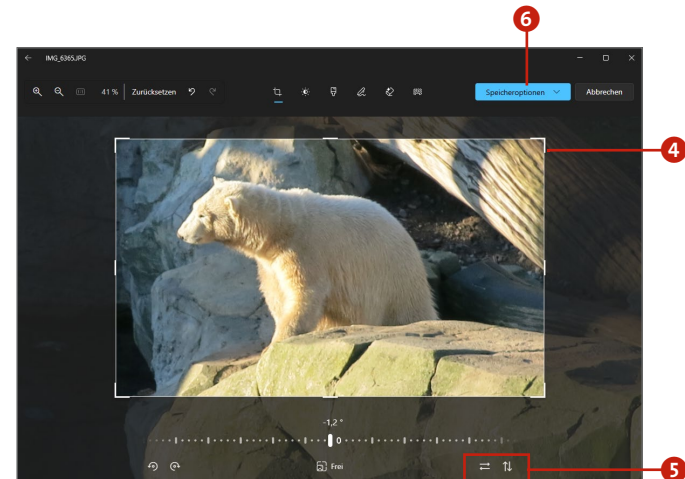 6
IMG_6365.JPG
41 % Zurücksetzen Speicheroptionen Abbrechen
4
-1,2 °
0
Frei
5